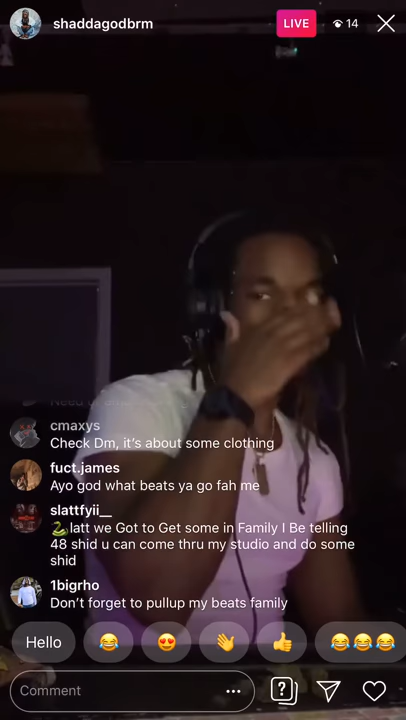 shaddagodbrm
LIVE
14
cmaxys
Check Dm, it's about some clothing
fuct.james
Ayo god what beats ya go fah me
slattfyii__
🐍latt we Got to Get some in Family I Be telling
48 shid u can come thru my studio and do some
shid
1bigrho
Don't forget to pullup my beats family
Hello 😂 😍 👋 👍 😂😂😂
Comment